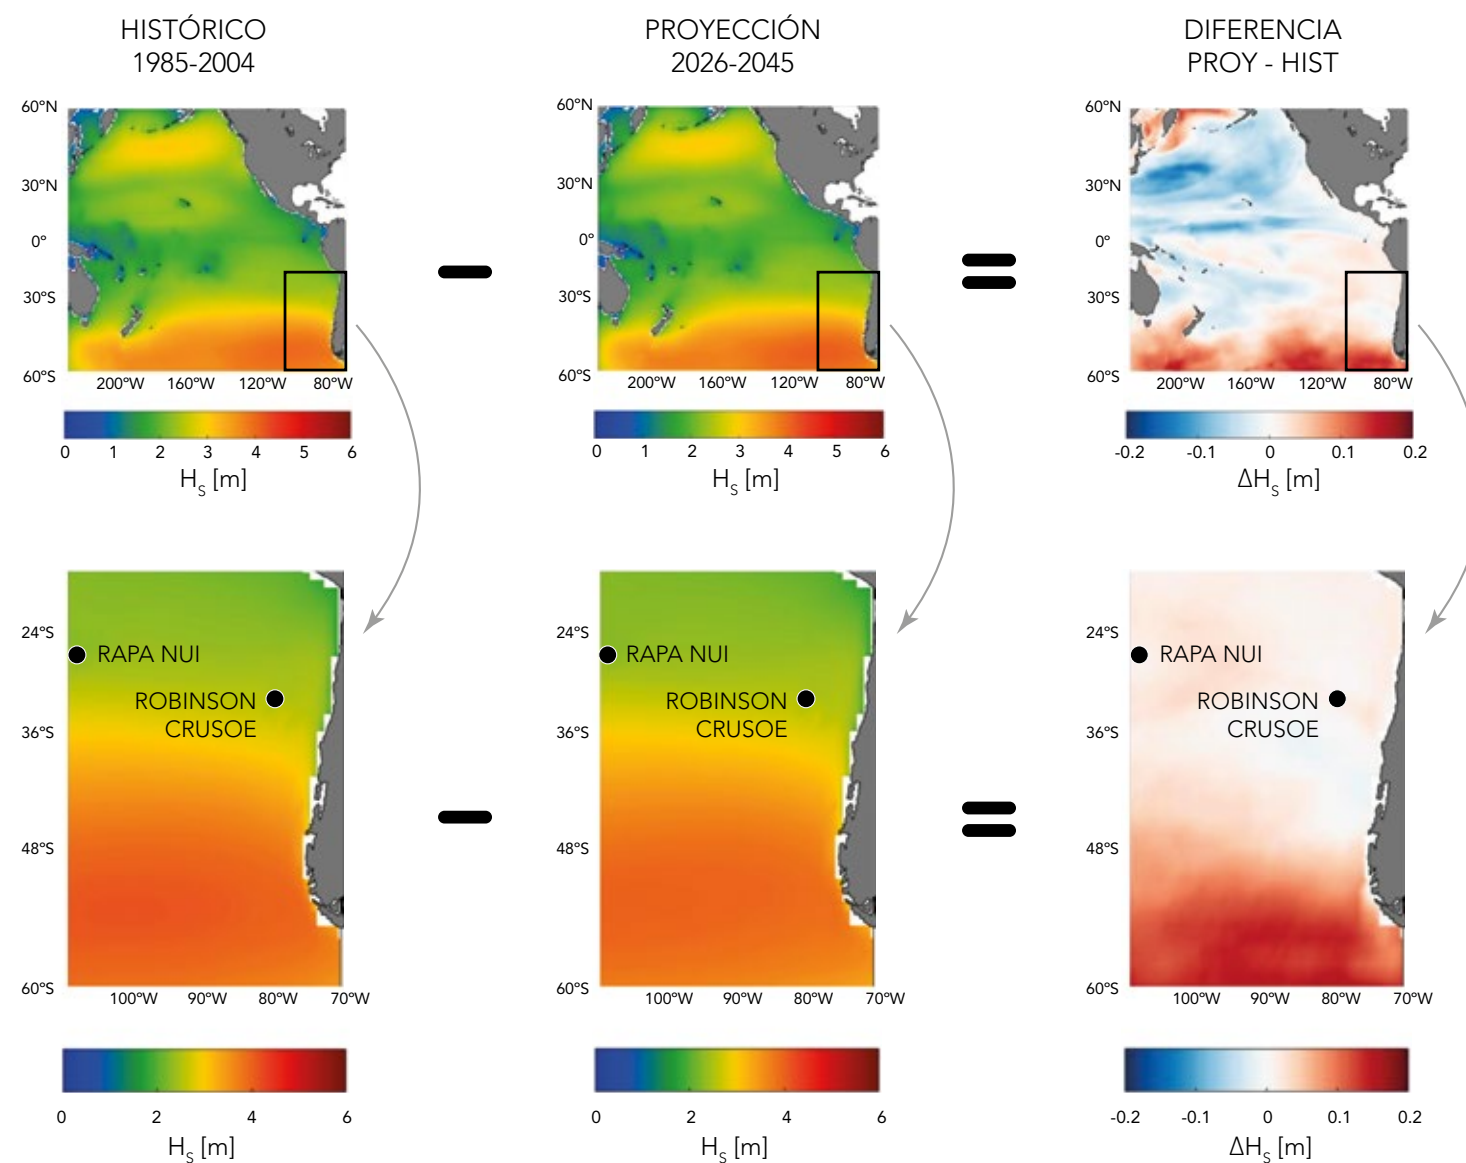 HISTÓRICO
1985-2004
PROYECCIÓN
2026-2045
DIFERENCIA
PROY - HIST
60°N
30°N
0°
30°S
60°S
200°W 160°W 120°W 80°W
0 1 2 3 4 5 6
Hs [m]
60°N
30°N
0°
30°S
60°S
200°W 160°W 120°W 80°W
0 1 2 3 4 5 6
Hs [m]
60°N
30°N
0°
30°S
60°S
200°W 160°W 120°W 80°W
-0.2 -0.1 0 0.1 0.2
ΔHs [m]
24°S
36°S
48°S
60°S
RAPA NUI
ROBINSON
CRUSOE
100°W 90°W 80°W 70°W
0 2 4 6
Hs [m]
24°S
36°S
48°S
60°S
RAPA NUI
ROBINSON
CRUSOE
100°W 90°W 80°W 70°W
0 2 4 6
Hs [m]
24°S
36°S
48°S
60°S
RAPA NUI
ROBINSON
CRUSOE
100°W 90°W 80°W 70°W
-0.2 -0.1 0 0.1 0.2
ΔHs [m]